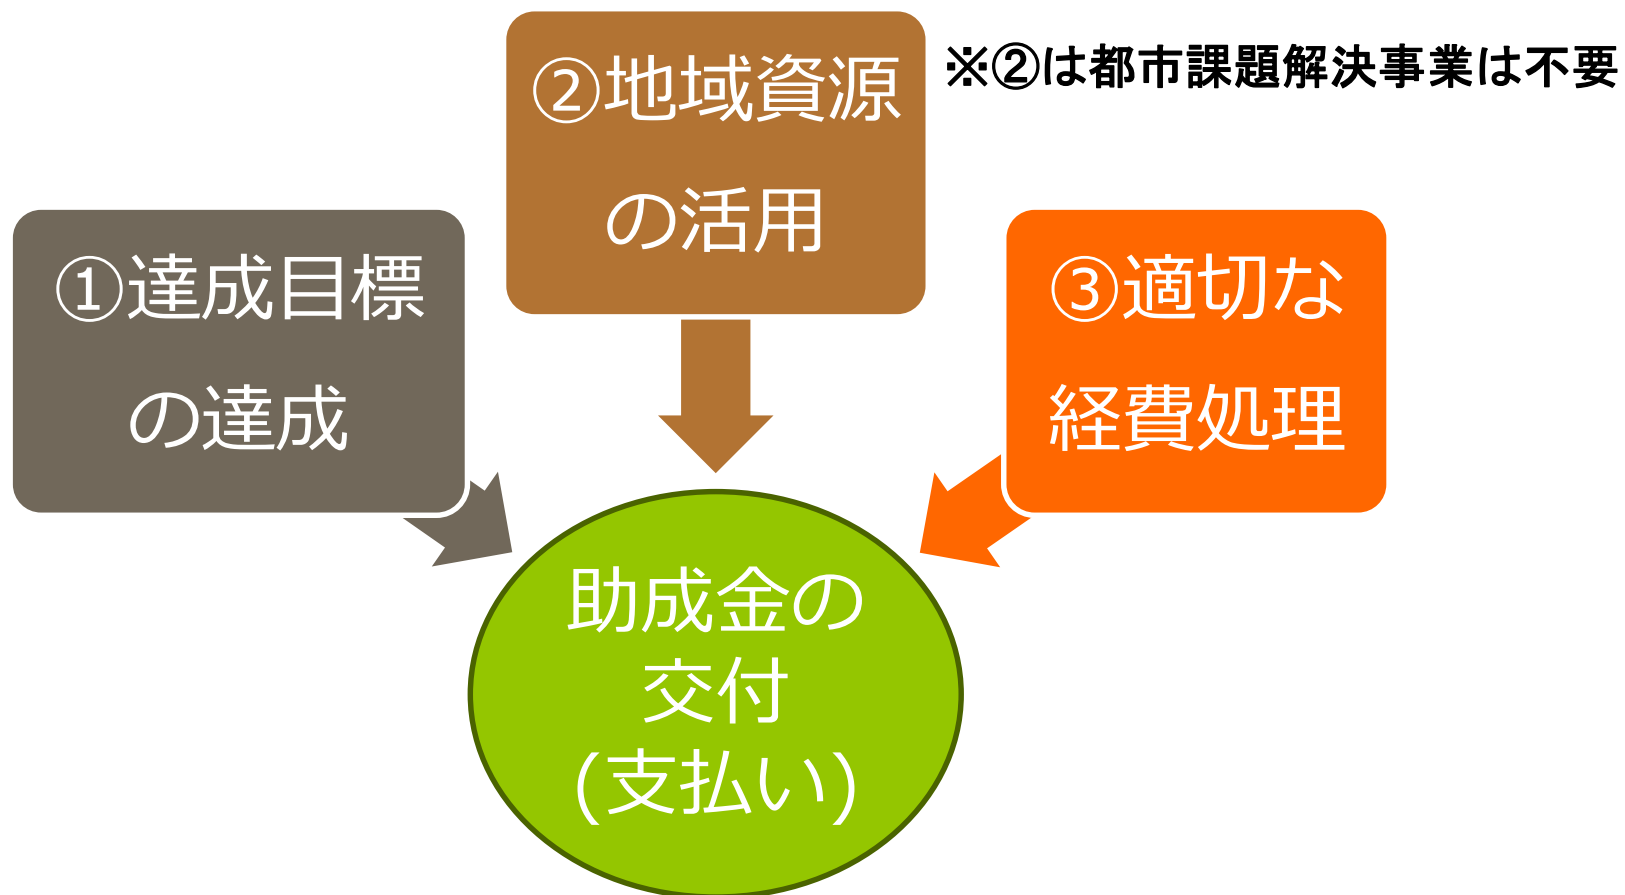 ①達成目標
の達成
②地域資源
の活用
※②は都市課題解決事業は不要
③適切な
経費処理
助成金の
交付
(支払い)